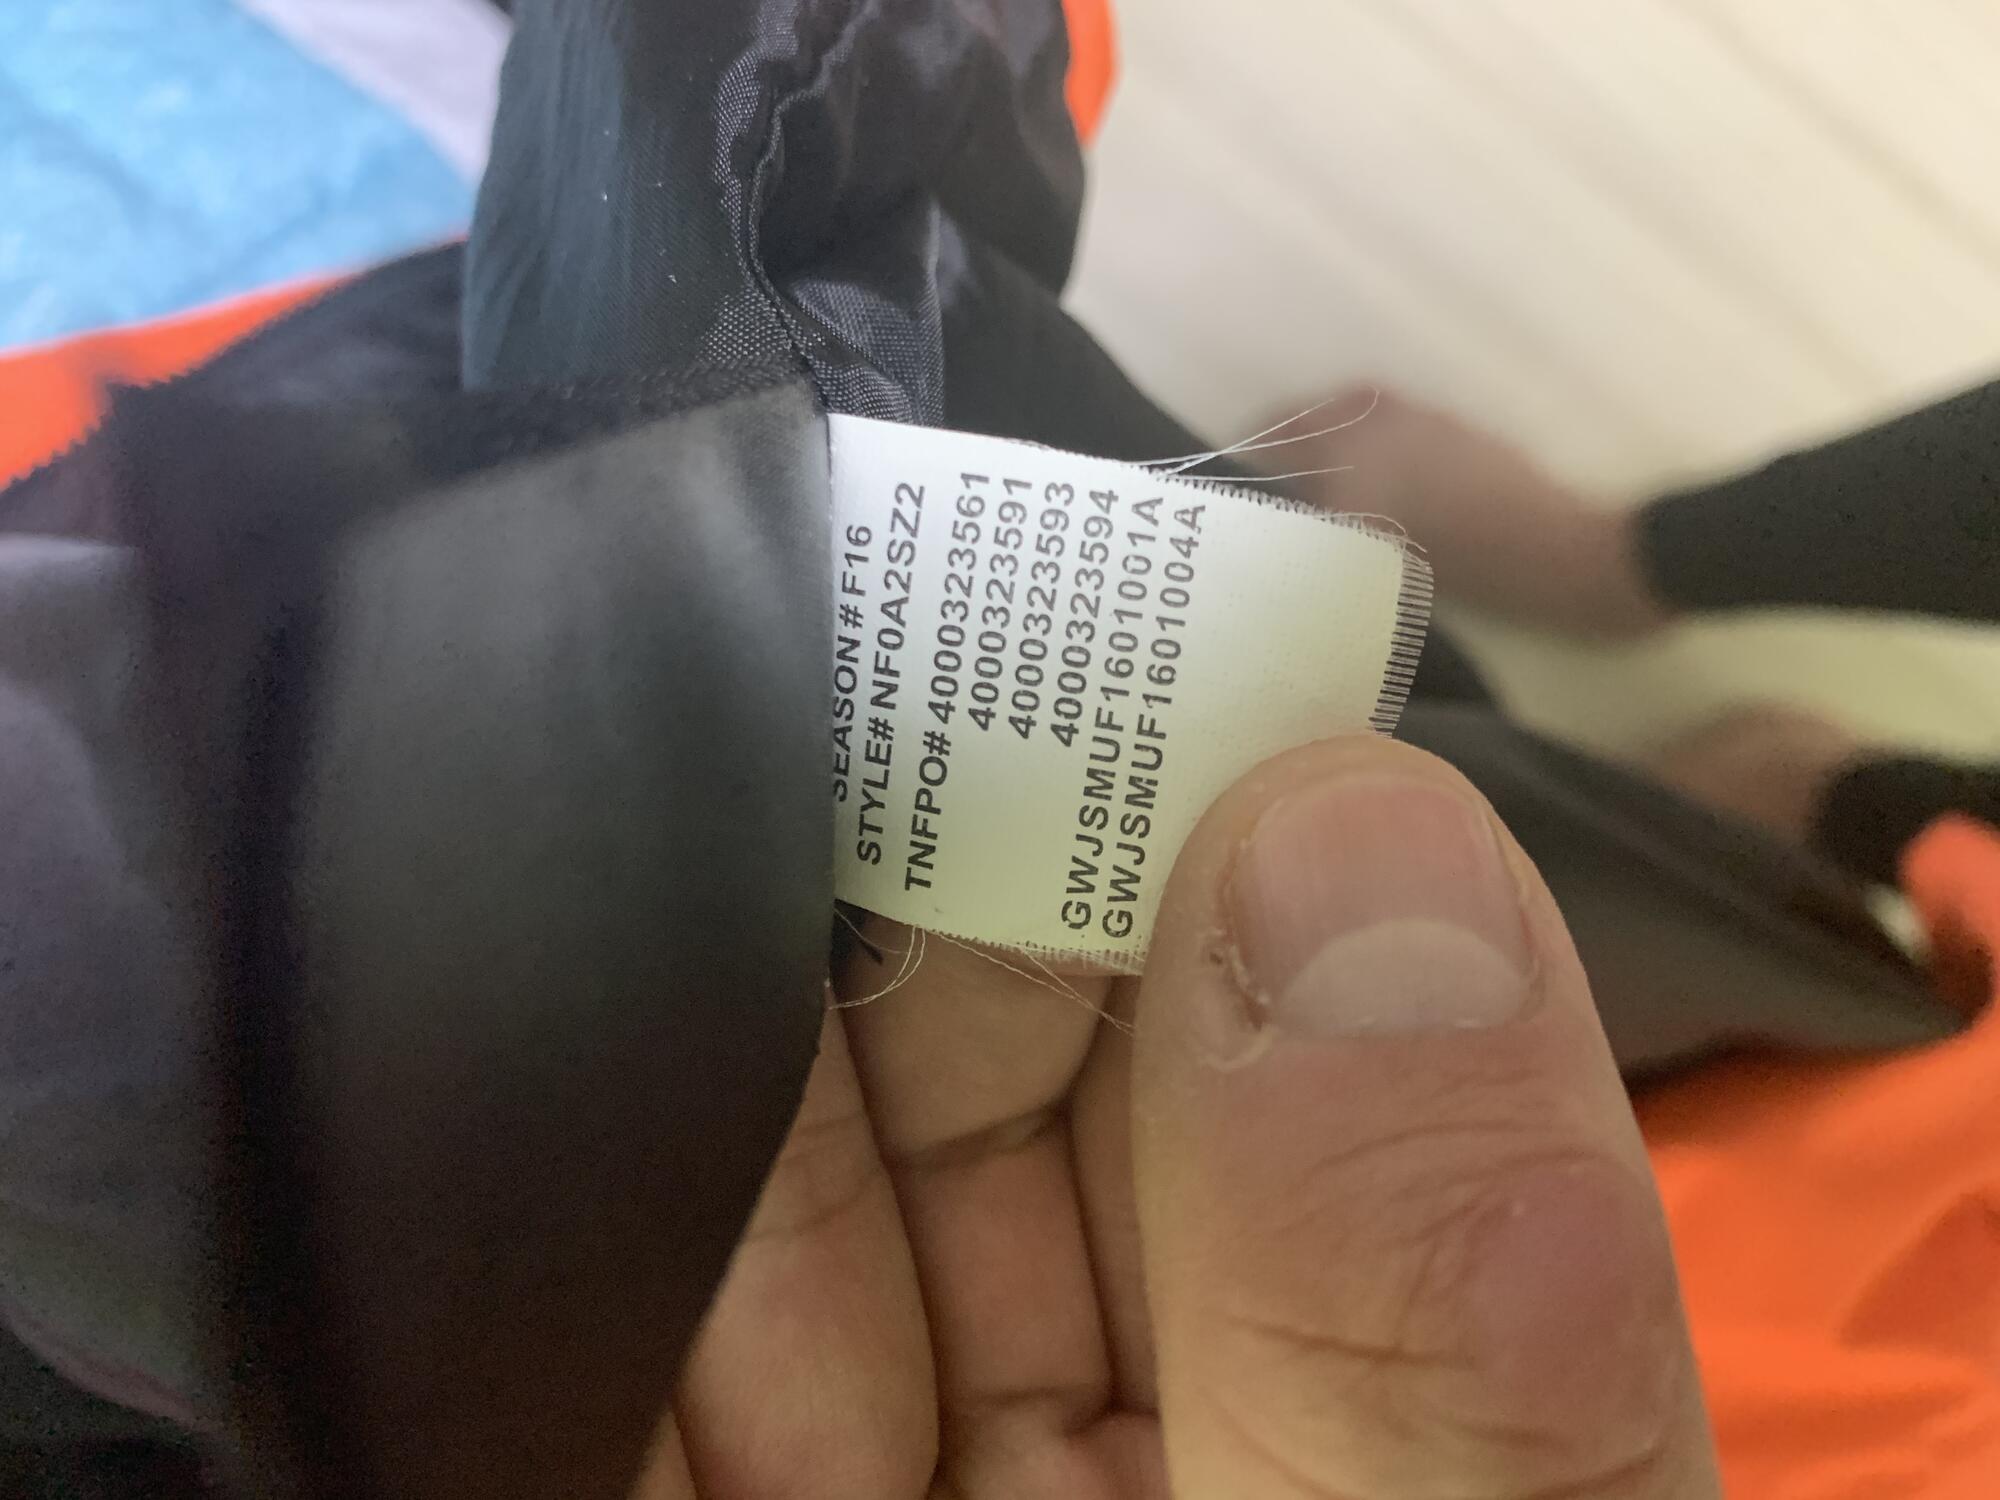 SEASON# F16
STYLE# NF0A2SZ2
TNFPO# 4000323561
4000323591
4000323593
4000323594
GWJSMUF1601001A
GWJSMUF1601004A